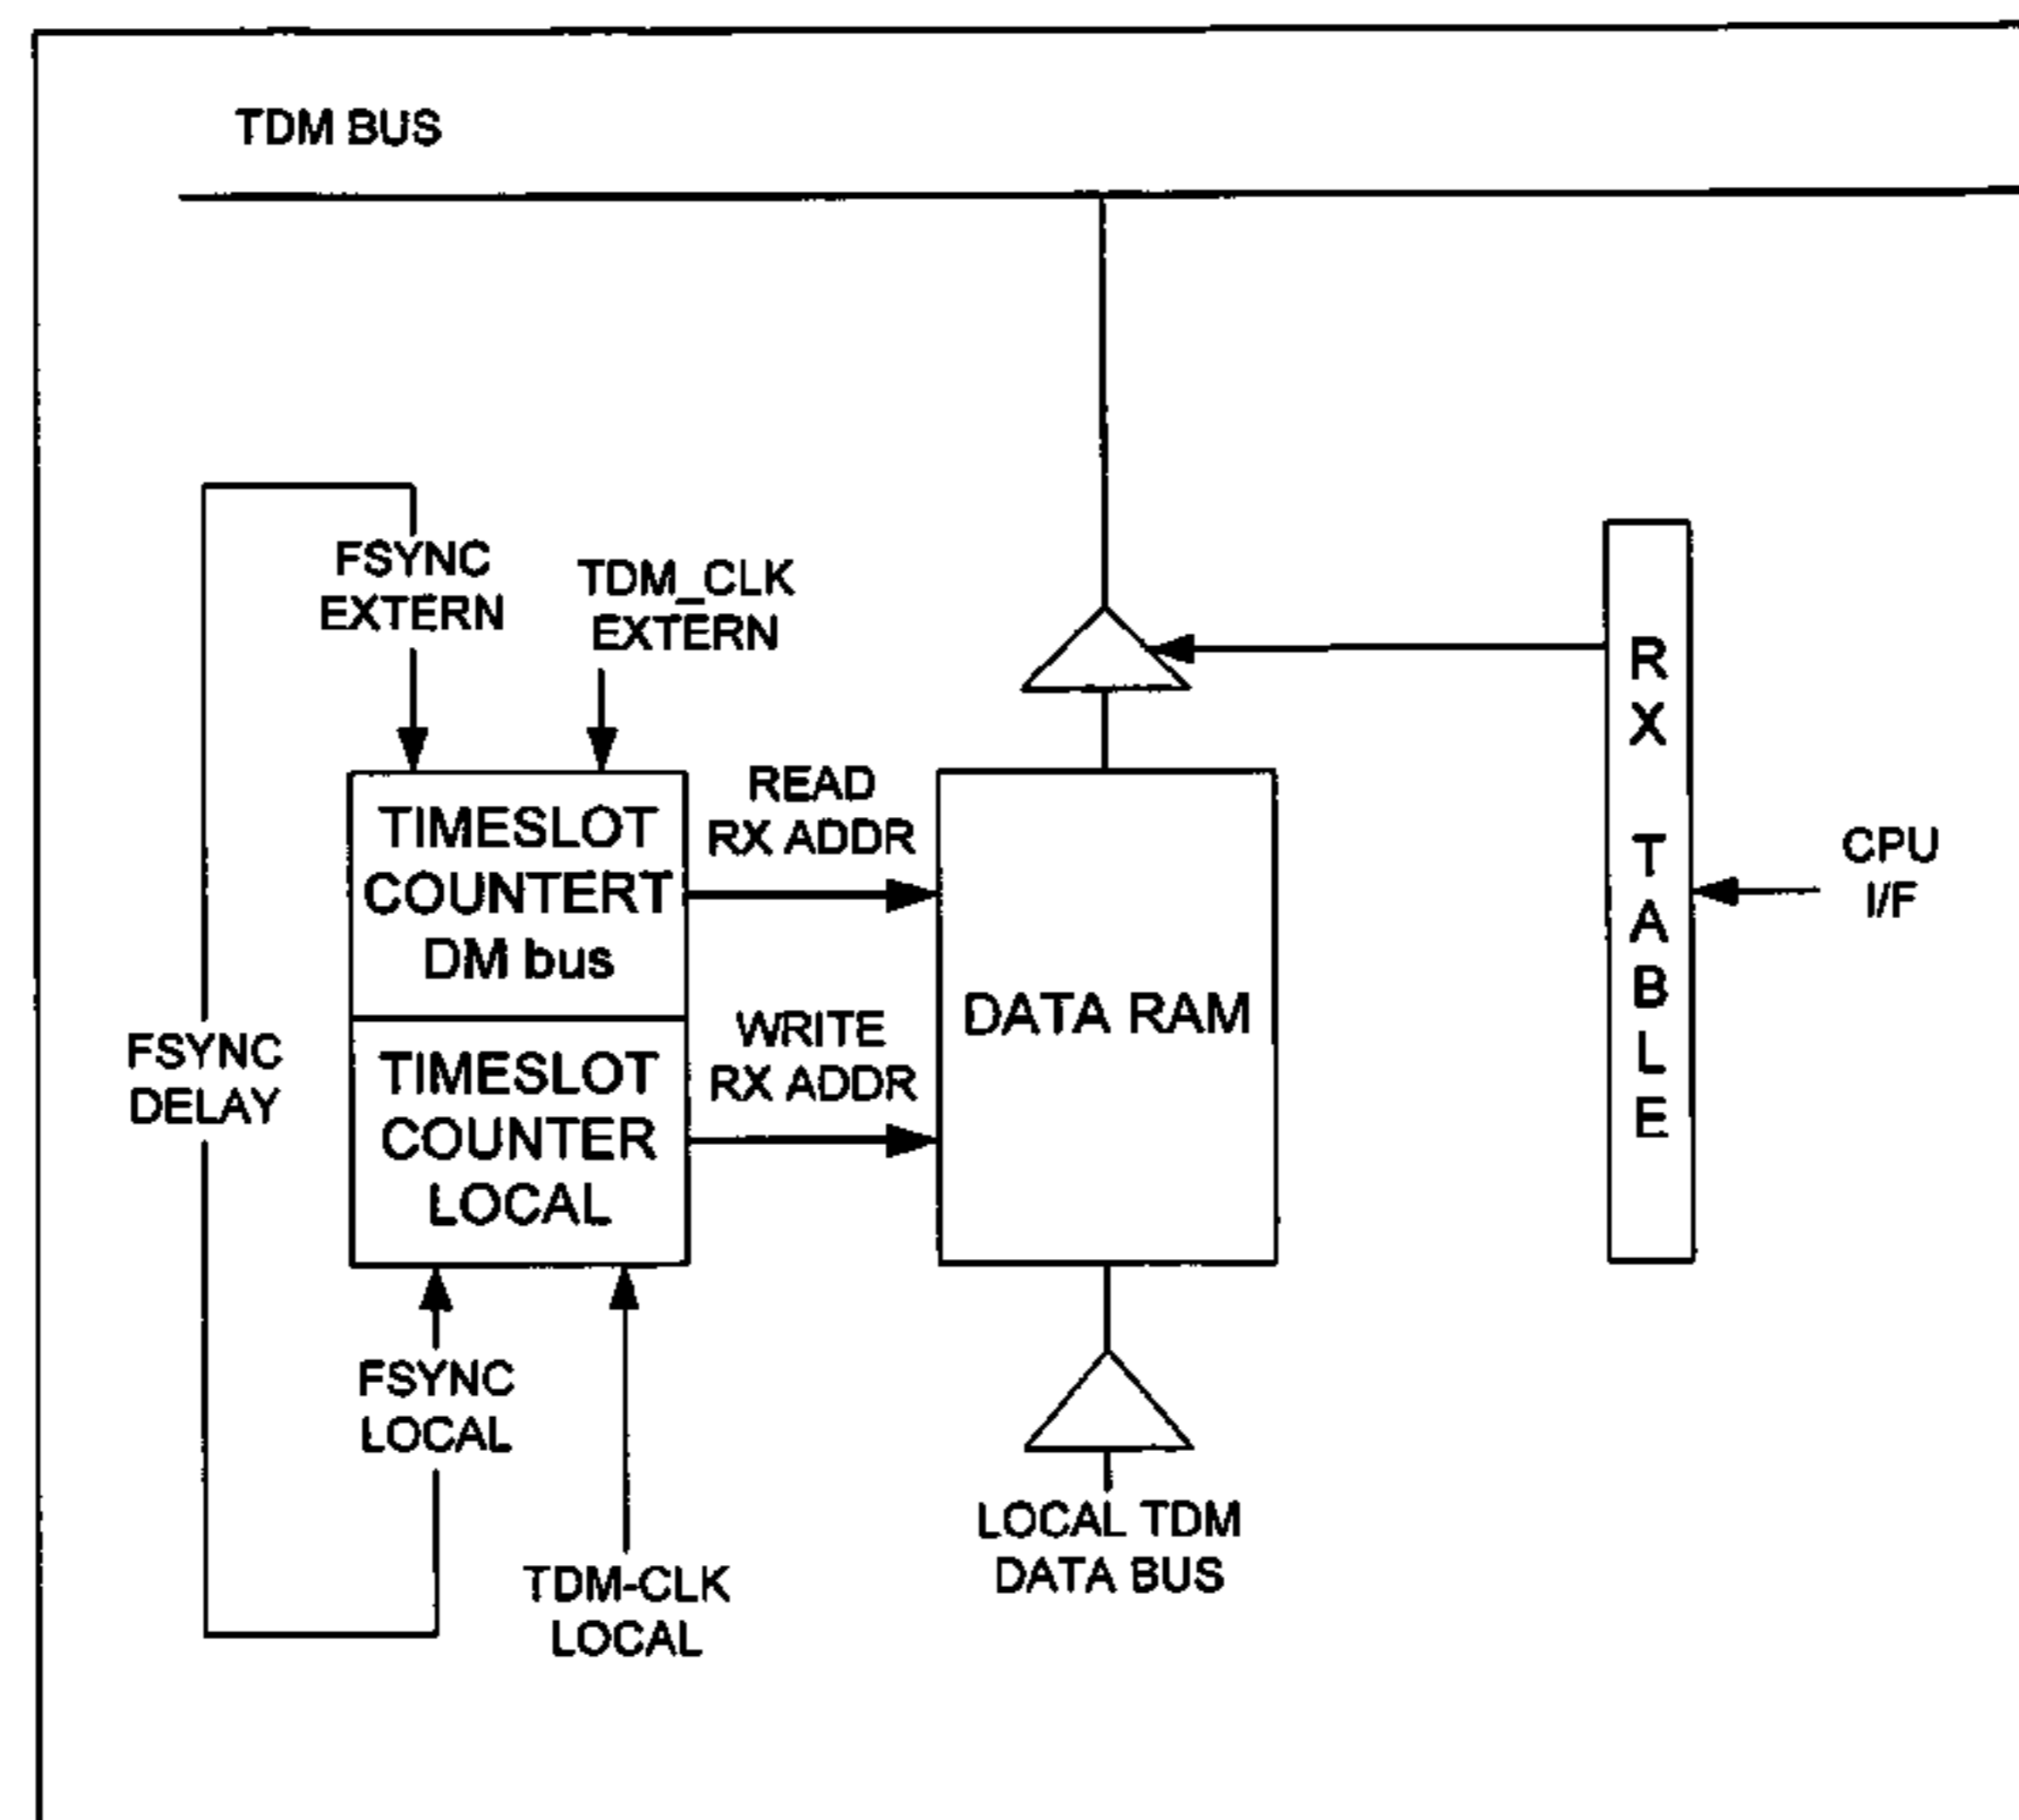 TDM BUS
FSYNC
EXTERN
TDM_CLK
EXTERN
TIMESLOT
COUNTERT
DM bus
READ
RX ADDR
TIMESLOT
COUNTER
LOCAL
WRITE
RX ADDR
DATA RAM
R
X
T
A
B
L
E
CPU
I/F
FSYNC
DELAY
FSYNC
LOCAL
TDM-CLK
LOCAL
LOCAL TDM
DATA BUS